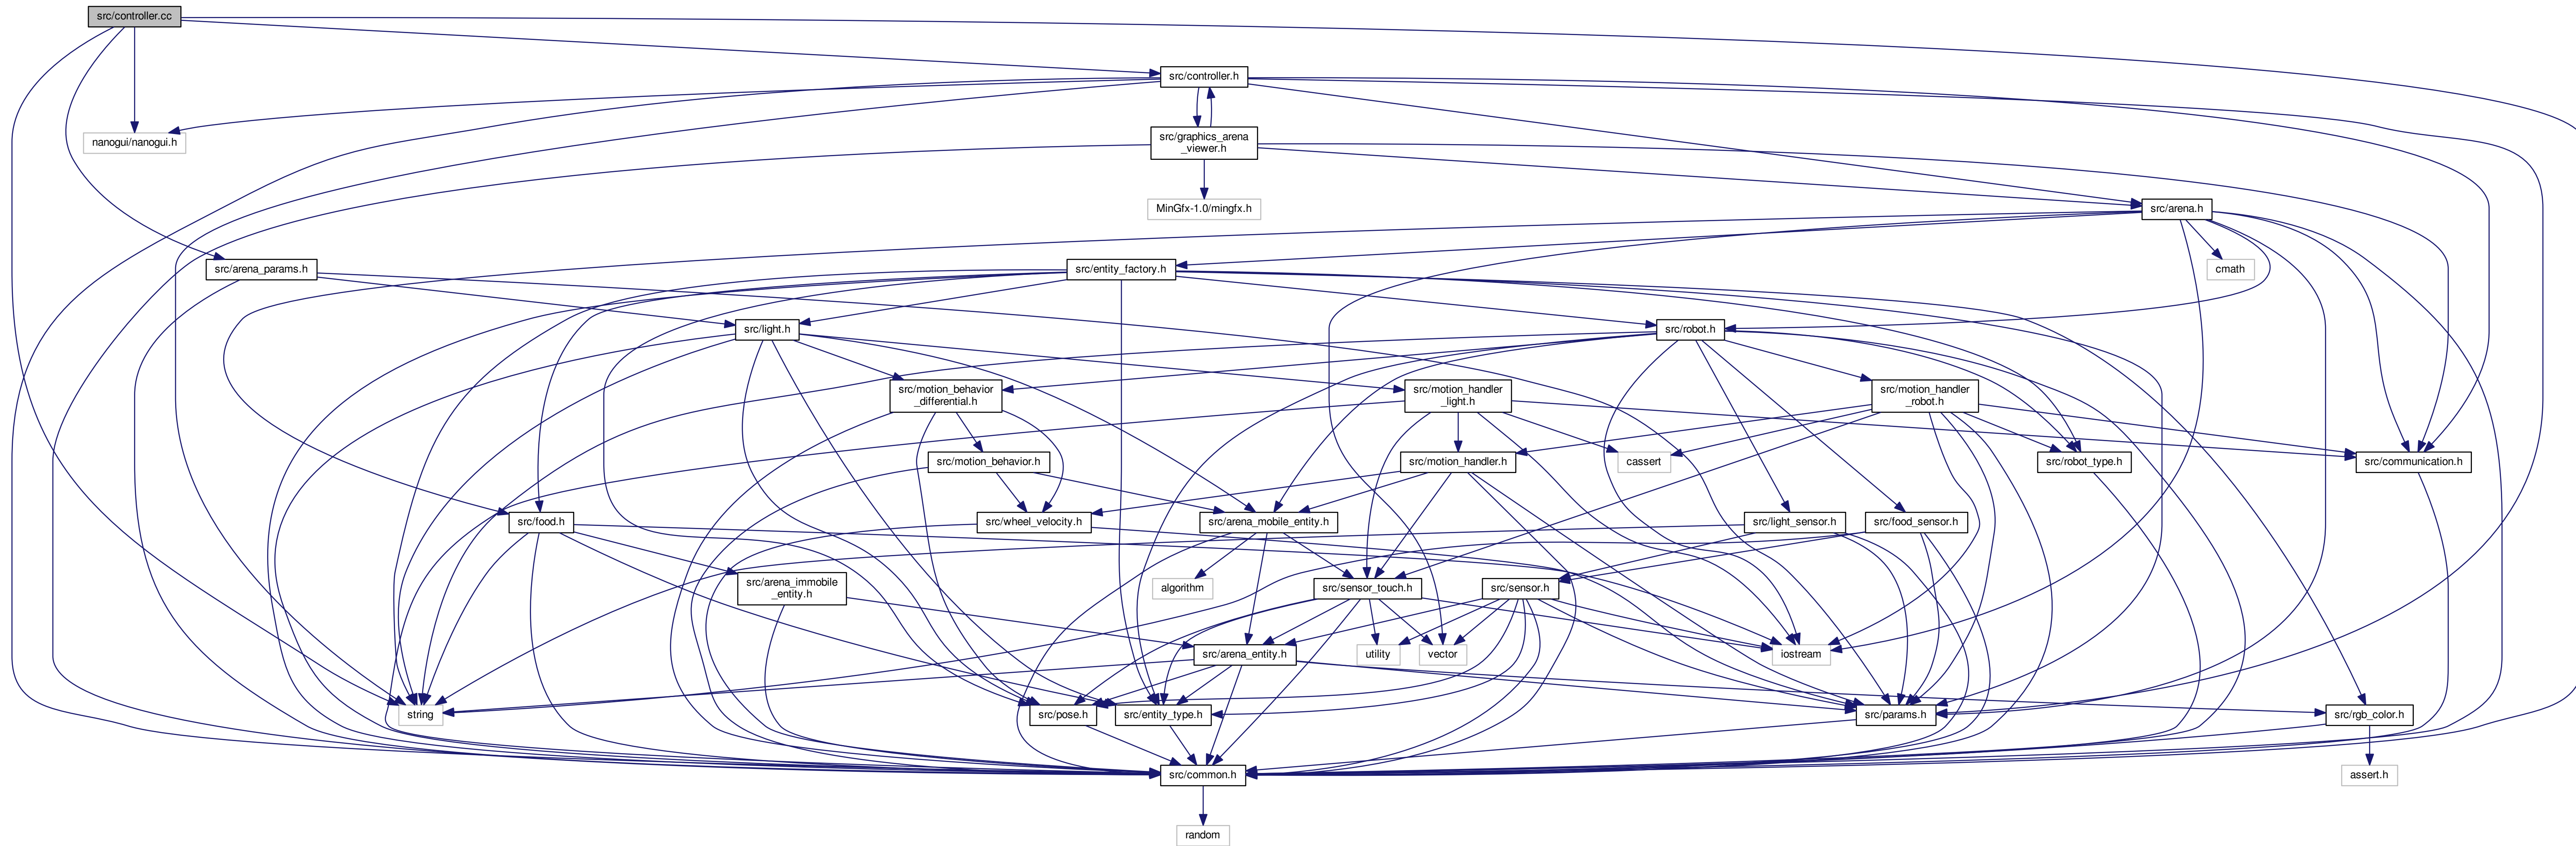 src/controller.cc
src/controller.h
nanogui/nanogui.h
src/graphics_arena
_viewer.h
MinGfx-1.0/mingfx.h
src/arena.h
src/arena_params.h
src/entity_factory.h
cmath
src/light.h
src/robot.h
src/motion_behavior
_differential.h
src/motion_handler
_light.h
src/motion_handler
_robot.h
src/motion_behavior.h
src/motion_handler.h
cassert
src/robot_type.h
src/communication.h
src/food.h
src/wheel_velocity.h
src/arena_mobile_entity.h
src/light_sensor.h
src/food_sensor.h
src/arena_immobile
_entity.h
algorithm
src/sensor_touch.h
src/sensor.h
src/arena_entity.h
utility
vector
iostream
string
src/pose.h
src/entity_type.h
src/params.h
src/rgb_color.h
src/common.h
assert.h
random